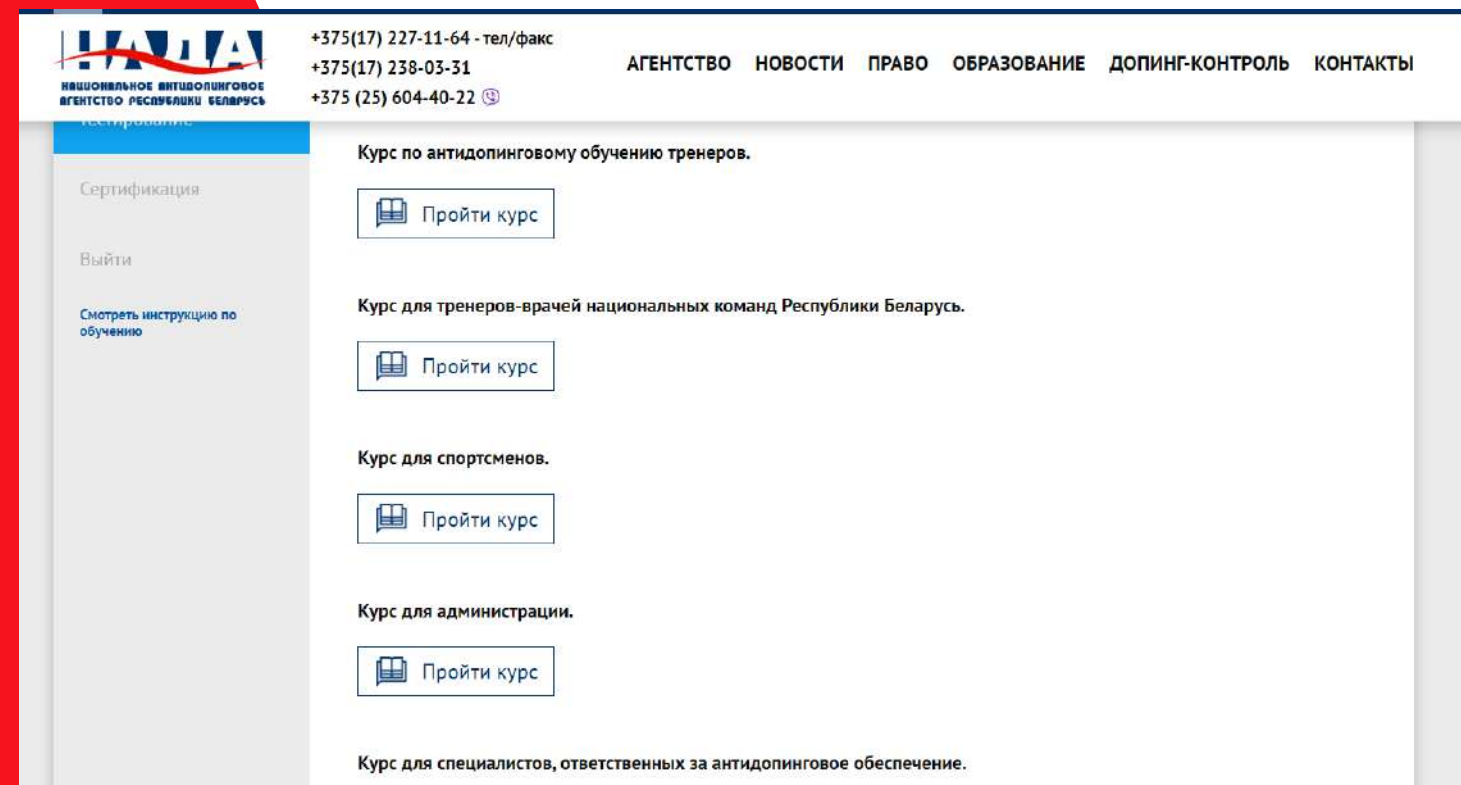 НАДА
НАЦИОНАЛЬНОЕ АНТИДОПИНГОВОЕ
АГЕНТСТВО РЕСПУБЛИКИ БЕЛАРУСЬ
+375(17) 227-11-64 - тел/факс
+375(17) 238-03-31
+375 (25) 604-40-22
АГЕНТСТВО НОВОСТИ ПРАВО ОБРАЗОВАНИЕ ДОПИНГ-КОНТРОЛЬ КОНТАКТЫ
Тестирование
Сертификация
Выйти
Смотреть инструкцию по
обучению
Курс по антидопинговому обучению тренеров.
Пройти курс
Курс для тренеров-врачей национальных команд Республики Беларусь.
Пройти курс
Курс для спортсменов.
Пройти курс
Курс для администрации.
Пройти курс
Курс для специалистов, ответственных за антидопинговое обеспечение.